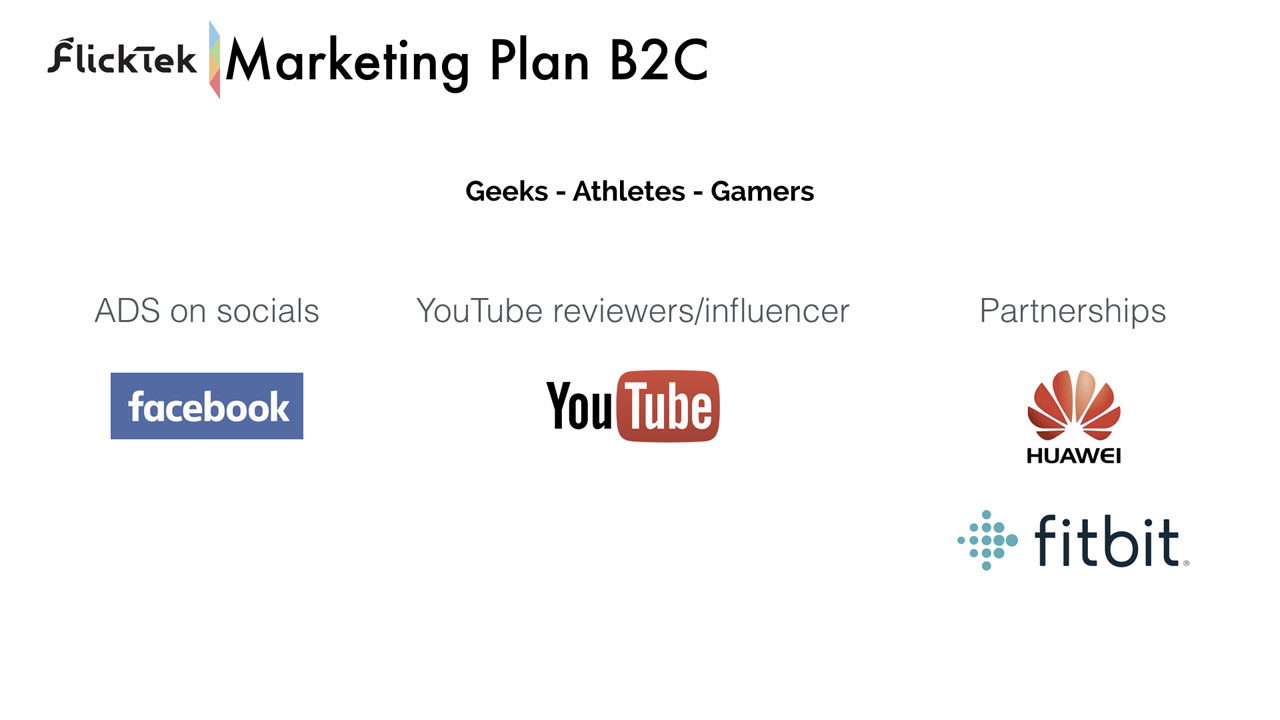 FlickTek Marketing Plan B2C
Geeks - Athletes - Gamers
ADS on socials
YouTube reviewers/influencer
Partnerships
facebook
YouTube
HUAWEI
fitbit®